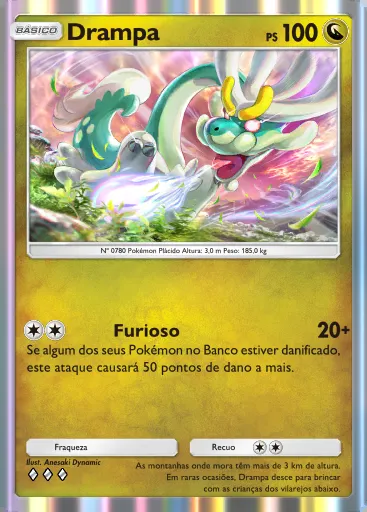 BÁSICO Drampa PS 100
Nº 0780 Pokémon Plácido Altura: 3,0 m Peso: 185,0 kg
Furioso 20+
Se algum dos seus Pokémon no Banco estiver danificado,
este ataque causará 50 pontos de dano a mais.
Fraqueza Recuo
Ilust. Anesaki Dynamic
As montanhas onde mora têm mais de 3 km de altura.
Em raras ocasiões, Drampa desce para brincar
com as crianças dos vilarejos abaixo.